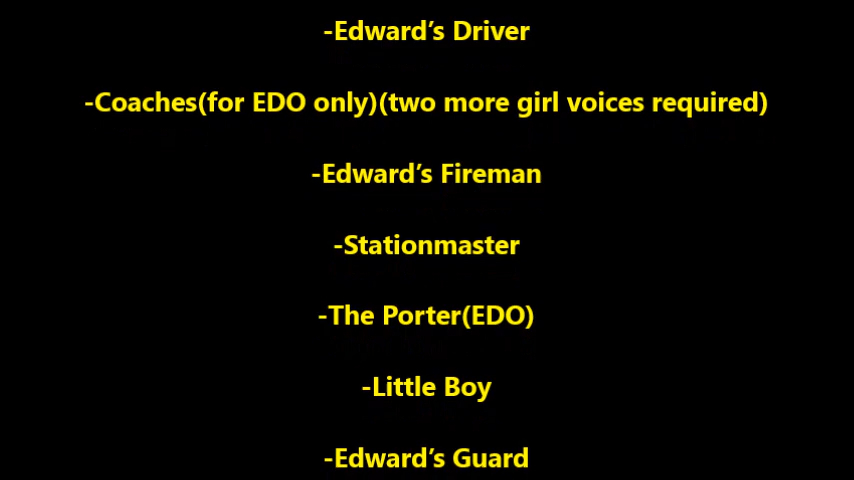 -Edward’s Driver
-Coaches(for EDO only)(two more girl voices required)
-Edward’s Fireman
-Stationmaster
-The Porter(EDO)
-Little Boy
-Edward’s Guard